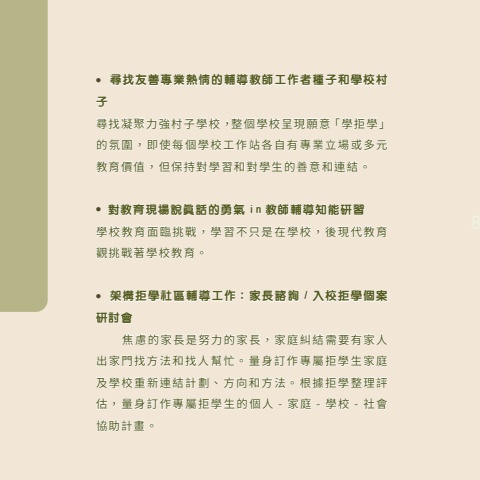 • 尋找友善專業熱情的輔導教師工作者種子和學校村
子
尋找凝聚力強村子學校，整個學校呈現願意「學拒學」
的氛圍，即使每個學校工作站各自有專業立場或多元
教育價值，但保持對學習和對學生的善意和連結。
• 對教育現場說真話的勇氣 in 教師輔導知能研習
學校教育面臨挑戰，學習不只是在學校，後現代教育
觀挑戰著學校教育。
• 架構拒學社區輔導工作：家長諮詢 / 入校拒學個案
研討會
焦慮的家長是努力的家長，家庭糾結需要有家人
出家門找方法和找人幫忙。量身訂作專屬拒學生家庭
及學校重新連結計劃、方向和方法。根據拒學整理評
估，量身訂作專屬拒學生的個人 - 家庭 - 學校 - 社會
協助計畫。